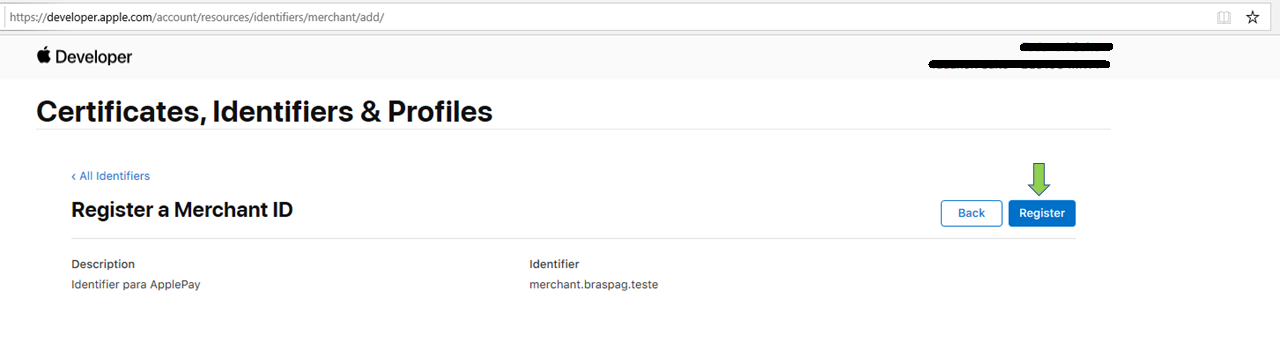 https://developer.apple.com/account/resources/identifiers/merchant/add/
Developer
Certificates, Identifiers & Profiles
‹ All Identifiers
Register a Merchant ID
Back
Register
Description
Identifier
Identifier para ApplePay
merchant.braspag.teste